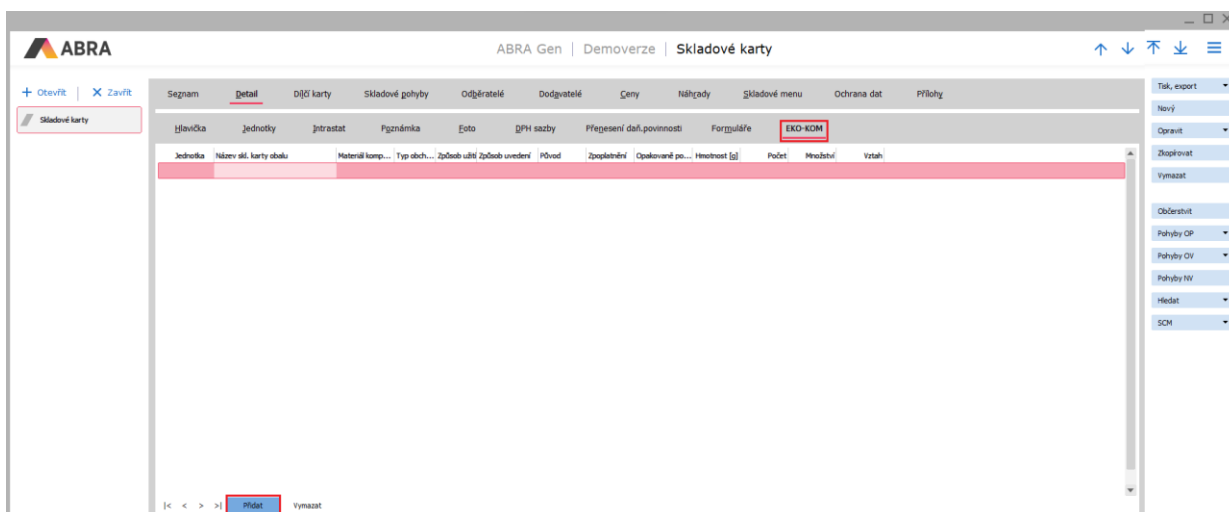 ABRA
ABRA Gen | Demoverze | Skladové karty
+ Otevřít | X Zavřít
Skladové karty
Seznam Detail Dílčí karty Skladové pohyby Odběratelé Dodavatelé Ceny Náhrady Skladové menu Ochrana dat Přílohy
Hlavička Jednotky Intrastat Poznámka Foto DPH sazby Přenesení daň.povinnosti Formuláře EKO-KOM
Jednotka Název skl. karty obalu Materiál komp... Typ obch... Způsob užití Způsob uvedení Původ Zpoplatnění Opakovaně po... Hmotnost [g] Počet Množství Vztah
|< < > >| Přidat Vymazat
Tisk, export
Nový
Opravit
Zkopírovat
Vymazat
Občerstvit
Pohyby OP
Pohyby OV
Pohyby NV
Hledat
SCM